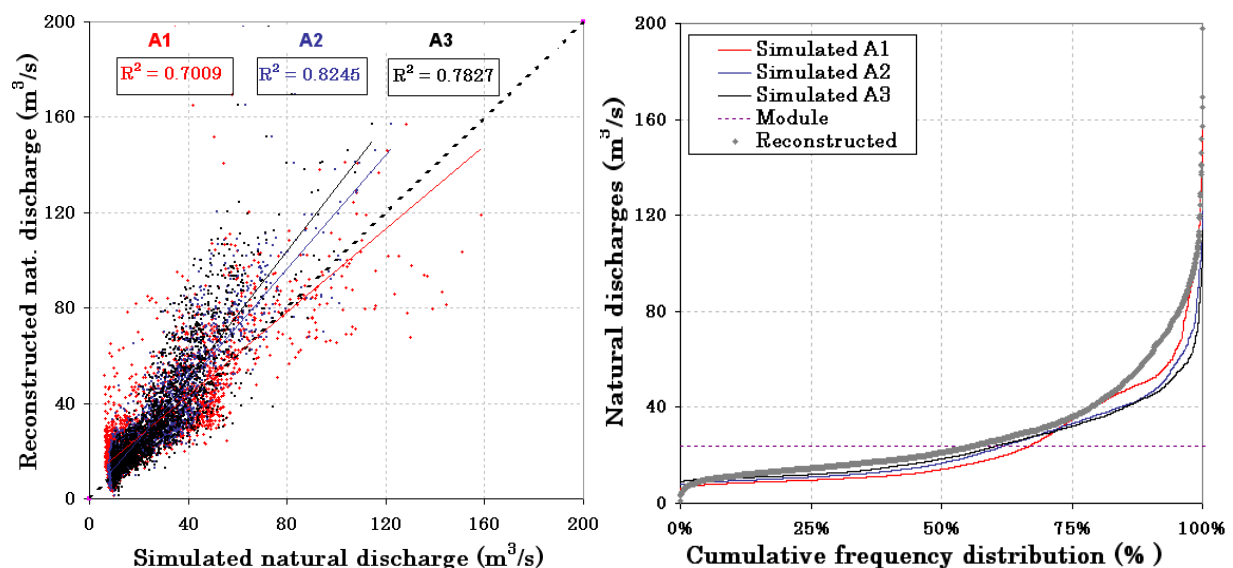 200
160
120
80
40
0
Reconstructed nat. discharge (m³/s)
A1 A2 A3
R² = 0.7009 R² = 0.8245 R² = 0.7827
0 40 80 120 160 200
Simulated natural discharge (m³/s)
200
160
120
80
40
0
Natural discharges (m³/s)
Simulated A1
Simulated A2
Simulated A3
Module
Reconstructed
0% 25% 50% 75% 100%
Cumulative frequency distribution (% )